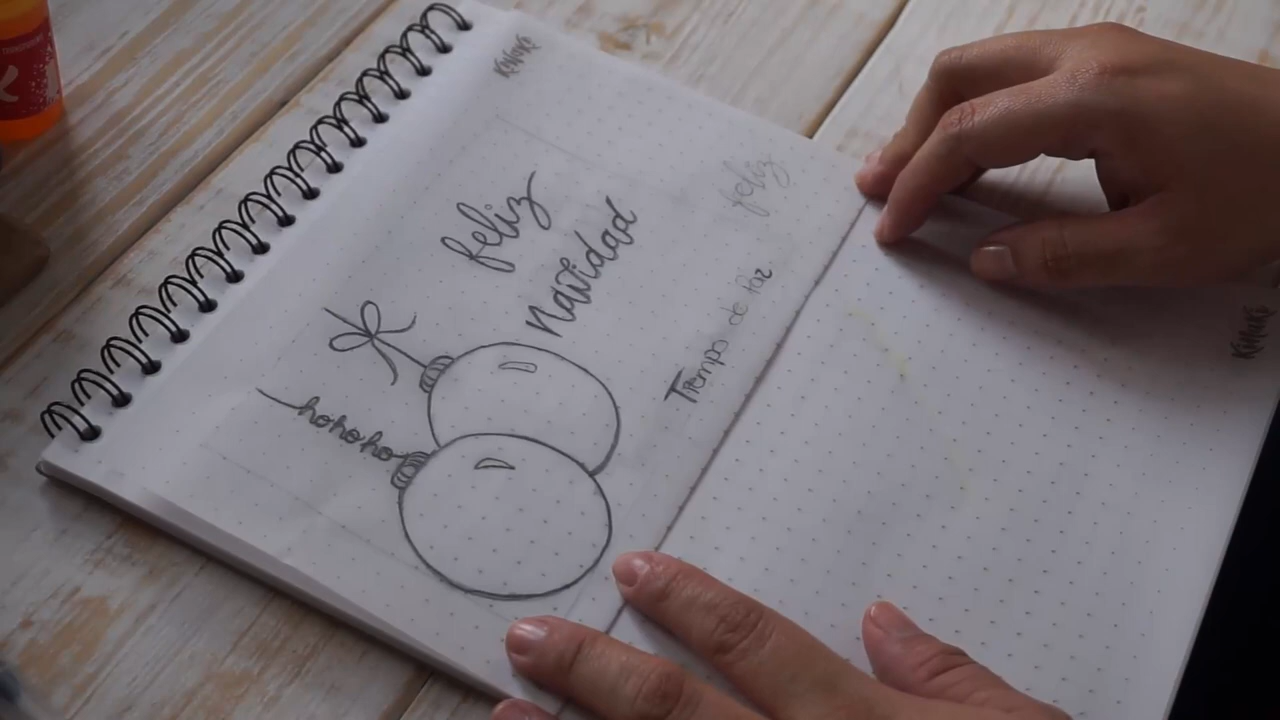 feliz
navidad
hohoho
Tiempo de Paz
feliz